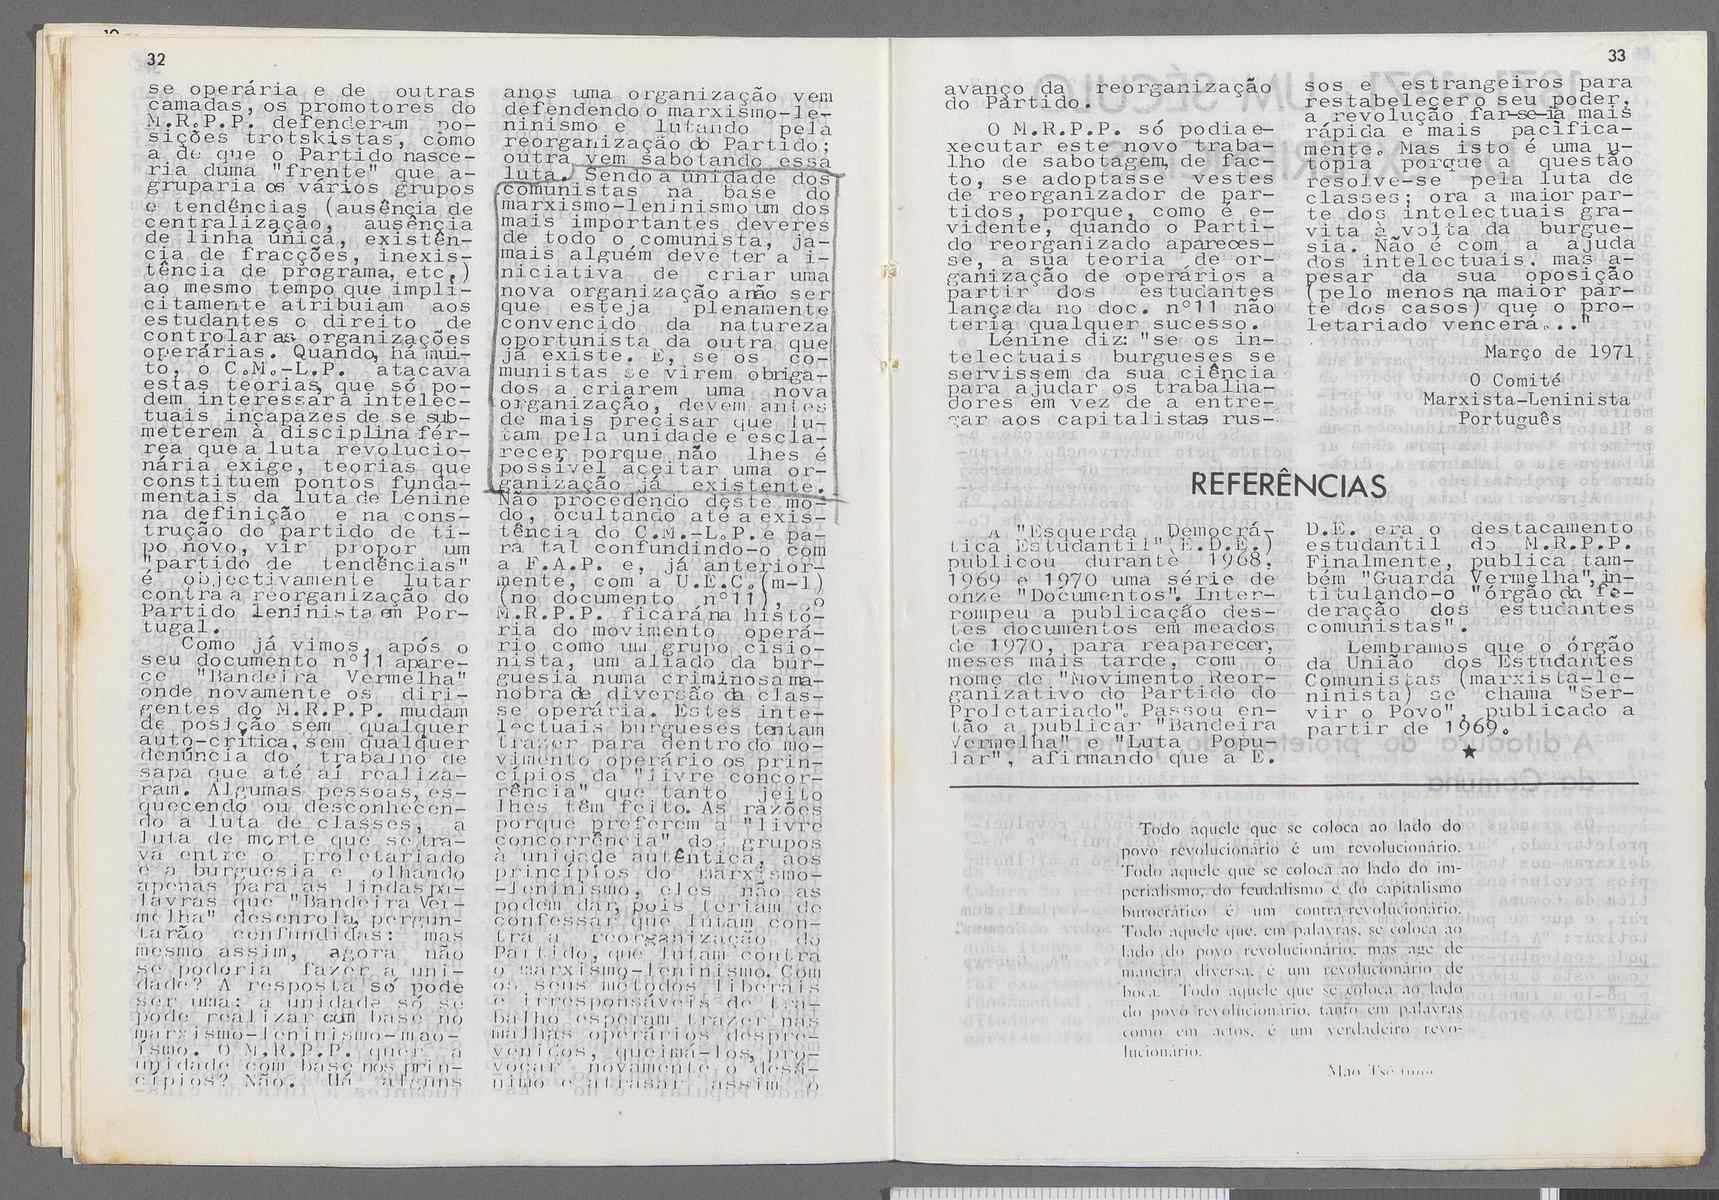 32
se operária e de outras
camadas, os promotores do
M.R.P.P. defenderam po-
sições trotskistas, como
a de que o Partido nasce-
ria duma "frente" que a-
gruparia os vários grupos
e tendências (ausência de
centralização, ausência
de linha única, existên-
cia de fracções, inexis-
tência de programa, etc.)
ao mesmo tempo que impli-
citamente atribuiam aos
estudantes o direito de
controlar as organizações
operárias. Quando, há mui-
to, o C.M.-L.P. atacava
estas teorias, que só po-
dem interessar a intelec-
tuais incapazes de se sub-
meterem à disciplina fér-
rea que a luta revolucio-
nária exige, teorias que
constituem pontos funda-
mentais da luta de Lénine
na definição e na cons-
trução do partido de ti-
po novo, vir propor um
"partido de tendências"
é objectivamente lutar
contra a reorganização do
Partido leninista em Por-
tugal.
Como já vimos, após o
seu documento nº11 apare-
ce "Bandeira Vermelha"
onde novamente os diri-
gentes do M.R.P.P. mudam
de posição sem qualquer
auto-crítica, sem qualquer
denúncia do trabalho de
sapa que até aí realiza-
ram. Algumas pessoas, es-
quecendo ou desconhecen-
do a luta de classes, a
luta de morte que se tra-
va entre o proletariado
e a burguesia e olhando
apenas para as lindas pa-
lavras que "Bandeira Ver-
melha" desenrola, pergun-
tarão confundidas: mas
mesmo assim, agora não
se poderia fazer a uni-
dade? A resposta só pode
ser uma: a unidade só se
pode realizar com base no
marxismo-leninismo-mao-
ismo. O M.R.P.P. quer a
unidade com base nos prin-
cípios? Não. Há alguns
anos uma organização vem
defendendo o marxismo-le-
ninismo e lutando pela
reorganização do Partido;
outra vem sabotando essa
luta. Sendo a unidade dos
comunistas na base do
marxismo-leninismo um dos
mais importantes deveres
de todo o comunista, ja-
mais alguém deve ter a i-
niciativa de criar uma
nova organização a não ser
que esteja plenamente
convencido da natureza
oportunista da outra que
já existe. E, se os co-
munistas se virem obriga-
dos a criarem uma nova
organização, devem antes
de mais precisar que lu-
tam pela unidade e escla-
recer porque não lhes é
possível aceitar uma or-
ganização já existente.
Não procedendo deste mo-
do, ocultando até a exis-
tência do C.M.-L.P. e pa-
ra tal confundindo-o com
a F.A.P. e, já anterior-
mente, com a U.E.C.(m-l)
(no documento nº11), o
M.R.P.P. ficará na histó-
ria do movimento operá-
rio como um grupo cisio-
nista, um aliado da bur-
guesia numa criminosa ma-
nobra de diversão da clas-
se operária. Estes inte-
lectuais burgueses tentam
trazer para dentro do mo-
vimento operário os prin-
cípios da "livre concor-
rência" que tanto jeito
lhes têm feito. As razões
porque preferem a "livre
concorrência" dos grupos
à unidade autêntica, aos
princípios do marxismo-
-leninismo, eles não as
podem dar, pois teriam de
confessar que lutam con-
tra a reorganização do
Partido, que lutam contra
o marxismo-leninismo. Com
os seus métodos liberais
e irresponsáveis de tra-
balho esperam trazer nas
malhas operários despre-
venidos, queimá-los, pro-
vocar novamente o desâ-
nimo e atrasar assim o
33
avanço da reorganização
do Partido.
O M.R.P.P. só podia e-
xecutar este novo traba-
lho de sabotagem, de fac-
to, se adoptasse vestes
de reorganizador de par-
tidos, porque, como é e-
vidente, quando o Parti-
do reorganizado apareces-
se, a sua teoria de or-
ganização de operários a
partir dos estudantes
lançada no doc. nº11 não
teria qualquer sucesso.
Lénine diz: "se os in-
telectuais burgueses se
servissem da sua ciência
para ajudar os trabalha-
dores em vez de a entre-
gar aos capitalistas rus-
sos e estrangeiros para
restabelecer o seu poder,
a revolução far-se-ia mais
rápida e mais pacifica-
mente. Mas isto é uma u-
topia porque a questão
resolve-se pela luta de
classes; ora a maior par-
te dos intelectuais gra-
vita à volta da burgue-
sia. Não é com a ajuda
dos intelectuais, mas a-
pesar da sua oposição
(pelo menos na maior par-
te dos casos) que o pro-
letariado vencerá..."
Março de 1971
O Comité
Marxista-Leninista
Português
REFERÊNCIAS
A "Esquerda Democrá-
tica Estudantil" (E.D.E.)
publicou durante 1968,
1969 e 1970 uma série de
onze "Documentos". Inter-
rompeu a publicação des-
tes documentos em meados
de 1970, para reaparecer,
meses mais tarde, com o
nome de "Movimento Reor-
ganizativo do Partido do
Proletariado". Passou en-
tão a publicar "Bandeira
Vermelha" e "Luta Popu-
lar", afirmando que a E.
D.E. era o destacamento
estudantil do M.R.P.P.
Finalmente, publica tam-
bém "Guarda Vermelha", in-
titulando-o "órgão da fe-
deração dos estudantes
comunistas".
Lembramos que o órgão
da União dos Estudantes
Comunistas (marxista-le-
ninista) se chama "Ser-
vir o Povo", publicado a
partir de 1969.
Todo aquele que se coloca ao lado do
povo revolucionário é um revolucionário.
Todo aquele que se coloca ao lado do im-
perialismo, do feudalismo e do capitalismo
burocrático é um contra-revolucionário.
Todo aquele que, em palavras, se coloca ao
lado do povo revolucionário, mas age de
maneira diversa, é um revolucionário de
boca. Todo aquele que se coloca ao lado
do povo revolucionário, tanto em palavras
como em actos, é um verdadeiro revo-
lucionário.
Mao Tsé-tung